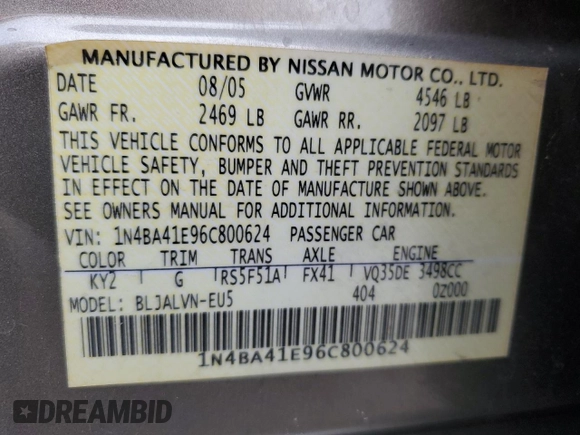 MANUFACTURED BY NISSAN MOTOR CO., LTD.
DATE 08/05 GVWR 4546 LB
GAWR FR. 2469 LB GAWR RR. 2097 LB
THIS VEHICLE CONFORMS TO ALL APPLICABLE FEDERAL MOTOR
VEHICLE SAFETY, BUMPER AND THEFT PREVENTION STANDARDS
IN EFFECT ON THE DATE OF MANUFACTURE SHOWN ABOVE.
SEE OWNERS MANUAL FOR ADDITIONAL INFORMATION.
VIN: 1N4BA41E96C800624 PASSENGER CAR
COLOR TRIM TRANS AXLE ENGINE
KY2 G RS5F51A FX41 VQ35DE 3498CC
MODEL: BLJALVN-EU5 404 0Z000
1N4BA41E96C800624
DREAMBID